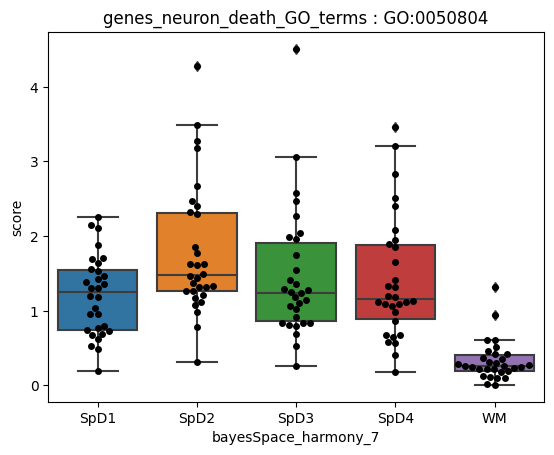 genes_neuron_death_GO_terms : GO:0050804
4
3
2
1
0
score
SpD1 SpD2 SpD3 SpD4 WM
bayesSpace_harmony_7